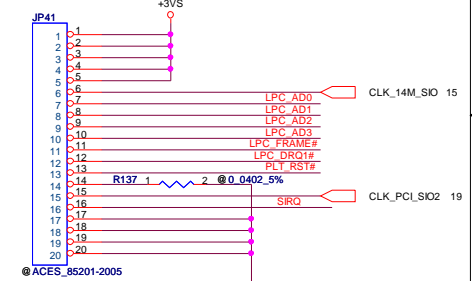 +3VS
JP41
1 1
2 2
3 3
4 4
5 5
6 6 CLK_14M_SIO 15
7 7 LPC_AD0
8 8 LPC_AD1
9 9 LPC_AD2
10 10 LPC_AD3
11 11 LPC_FRAME#
12 12 LPC_DRQ1#
13 13 PLT_RST#
14 14 R137 1 2 @0_0402_5%
15 15 CLK_PCI_SIO2 19
16 16 SIRQ
17 17
18 18
19 19
20 20
@ACES_85201-2005